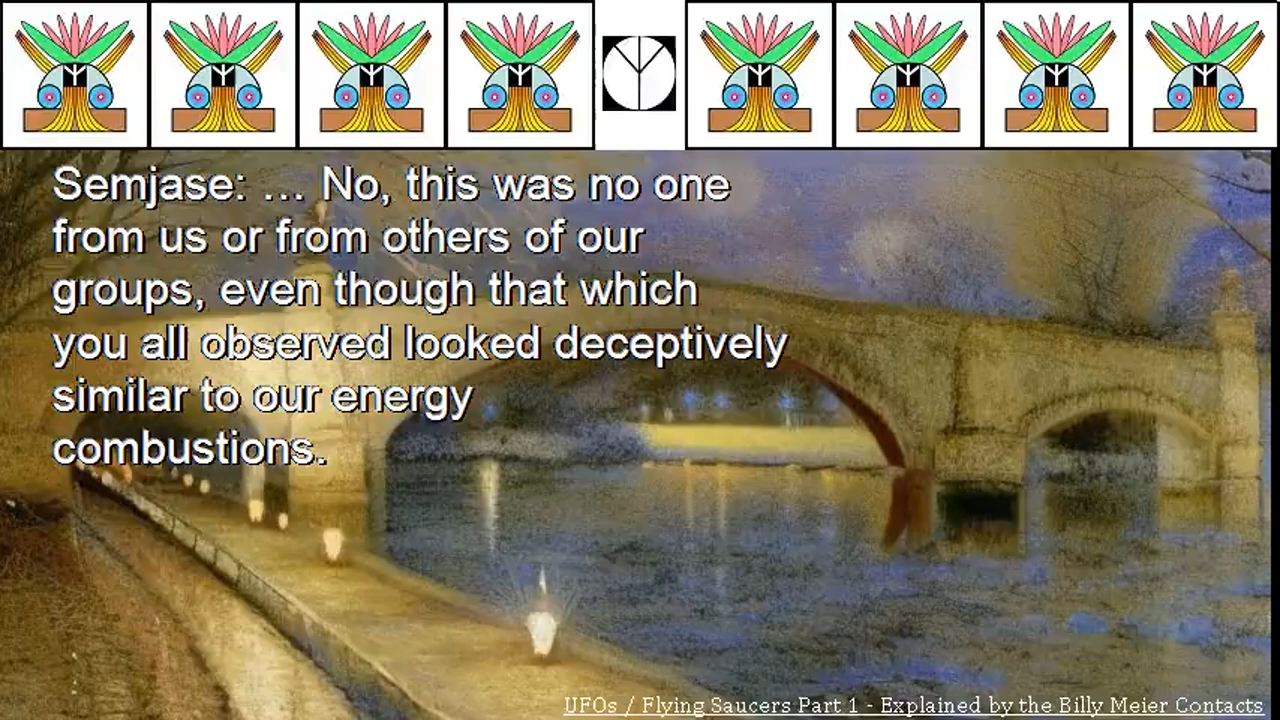 Semjase: ... No, this was no one
from us or from others of our
groups, even though that which
you all observed looked deceptively
similar to our energy
combustions.
UFOs / Flying Saucers Part 1 - Explained by the Billy Meier Contacts